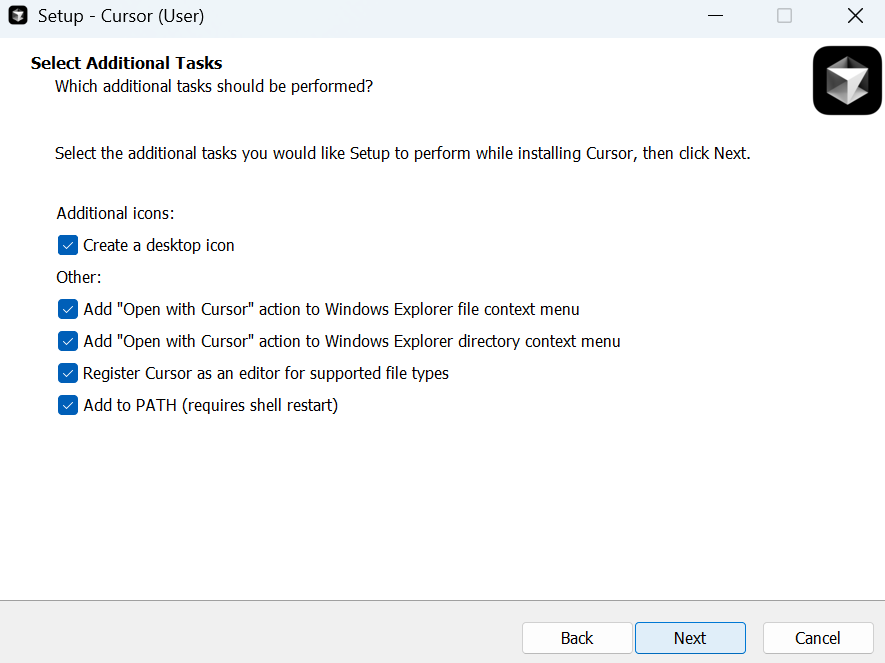 Setup - Cursor (User)
Select Additional Tasks
Which additional tasks should be performed?
Select the additional tasks you would like Setup to perform while installing Cursor, then click Next.
Additional icons:
Create a desktop icon
Other:
Add "Open with Cursor" action to Windows Explorer file context menu
Add "Open with Cursor" action to Windows Explorer directory context menu
Register Cursor as an editor for supported file types
Add to PATH (requires shell restart)
Back Next Cancel